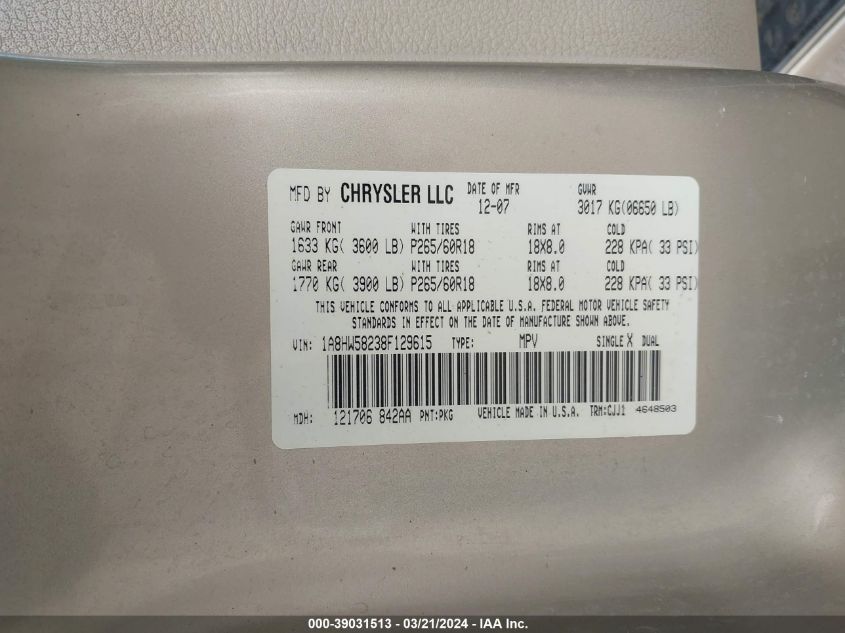 MFD BY CHRYSLER LLC DATE OF MFR GVWR
12-07 3017 KG(06650 LB)
GAWR FRONT WITH TIRES RIMS AT COLD
1633 KG( 3600 LB) P265/60R18 18X8.0 228 KPA( 33 PSI)
GAWR REAR WITH TIRES RIMS AT COLD
1770 KG( 3900 LB) P265/60R18 18X8.0 228 KPA( 33 PSI)
THIS VEHICLE CONFORMS TO ALL APPLICABLE U.S.A. FEDERAL MOTOR VEHICLE SAFETY
STANDARDS IN EFFECT ON THE DATE OF MANUFACTURE SHOWN ABOVE.
VIN: 1A8HW58238F129615 TYPE: MPV SINGLE X DUAL
MDH: 121706 842AA PNT:PKG VEHICLE MADE IN U.S.A. TRM:CJJ1 4648503
000-39031513 — 03/21/2024 — IAA Inc.